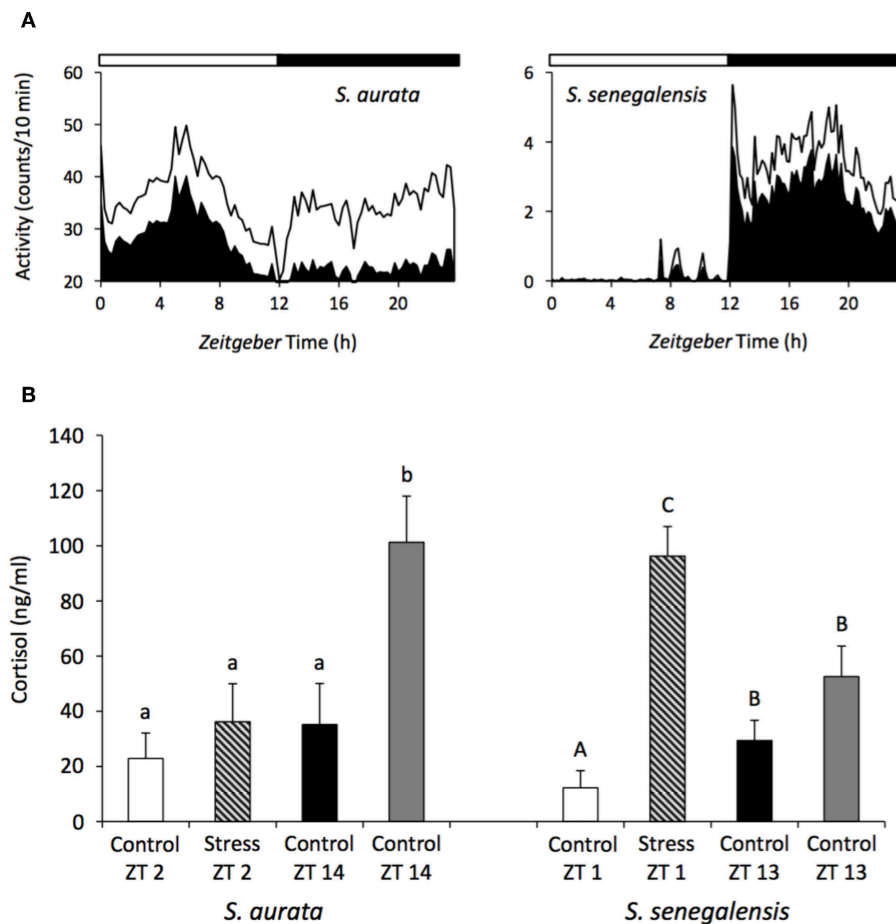 A
S. aurata
S. senegalensis
Activity (counts/10 min)
60
50
40
30
20
0 4 8 12 16 20
Zeitgeber Time (h)
6
4
2
0
0 4 8 12 16 20
Zeitgeber Time (h)
B
Cortisol (ng/ml)
140
120
100
80
60
40
20
0
a
a
a
b
A
C
B
B
Control Stress Control Control Control Stress Control Control
ZT 2 ZT 2 ZT 14 ZT 14 ZT 1 ZT 1 ZT 13 ZT 13
S. aurata S. senegalensis